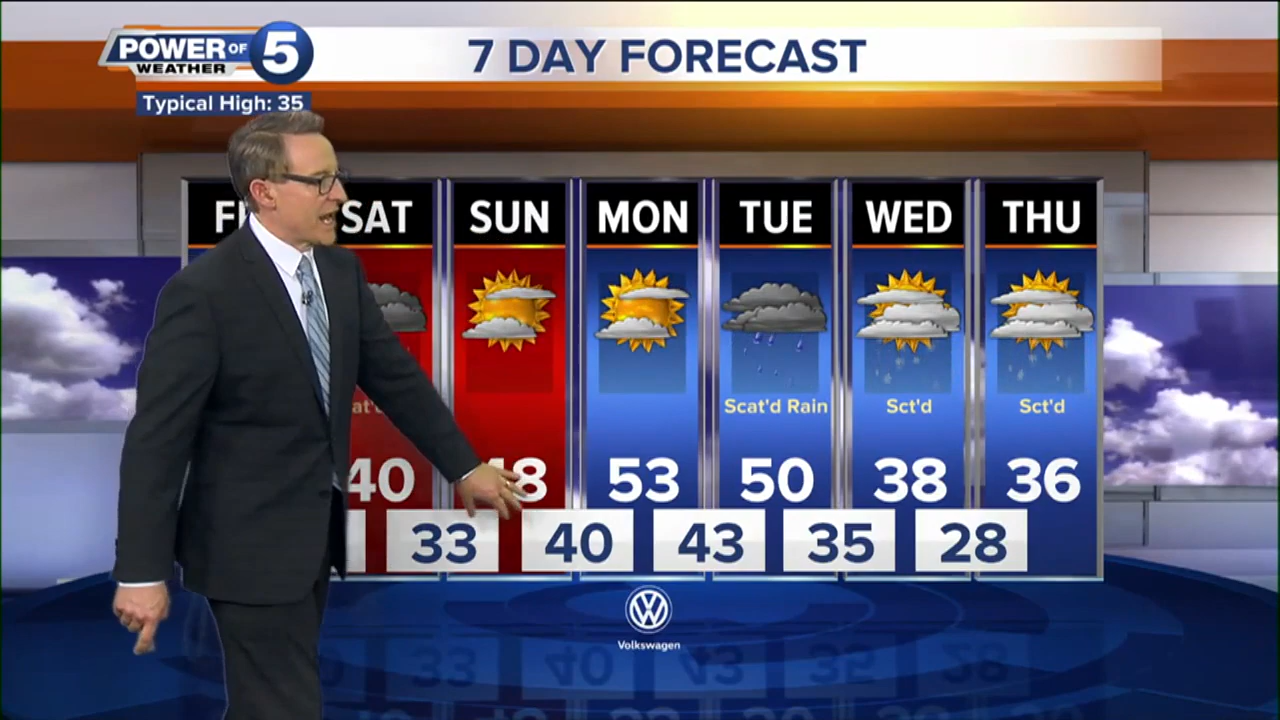 POWER OF 5
WEATHER
7 DAY FORECAST
Typical High: 35
SAT SUN MON TUE WED THU
Scat'd Rain Sct'd Sct'd
40 48 53 50 38 36
33 40 43 35 28
Volkswagen